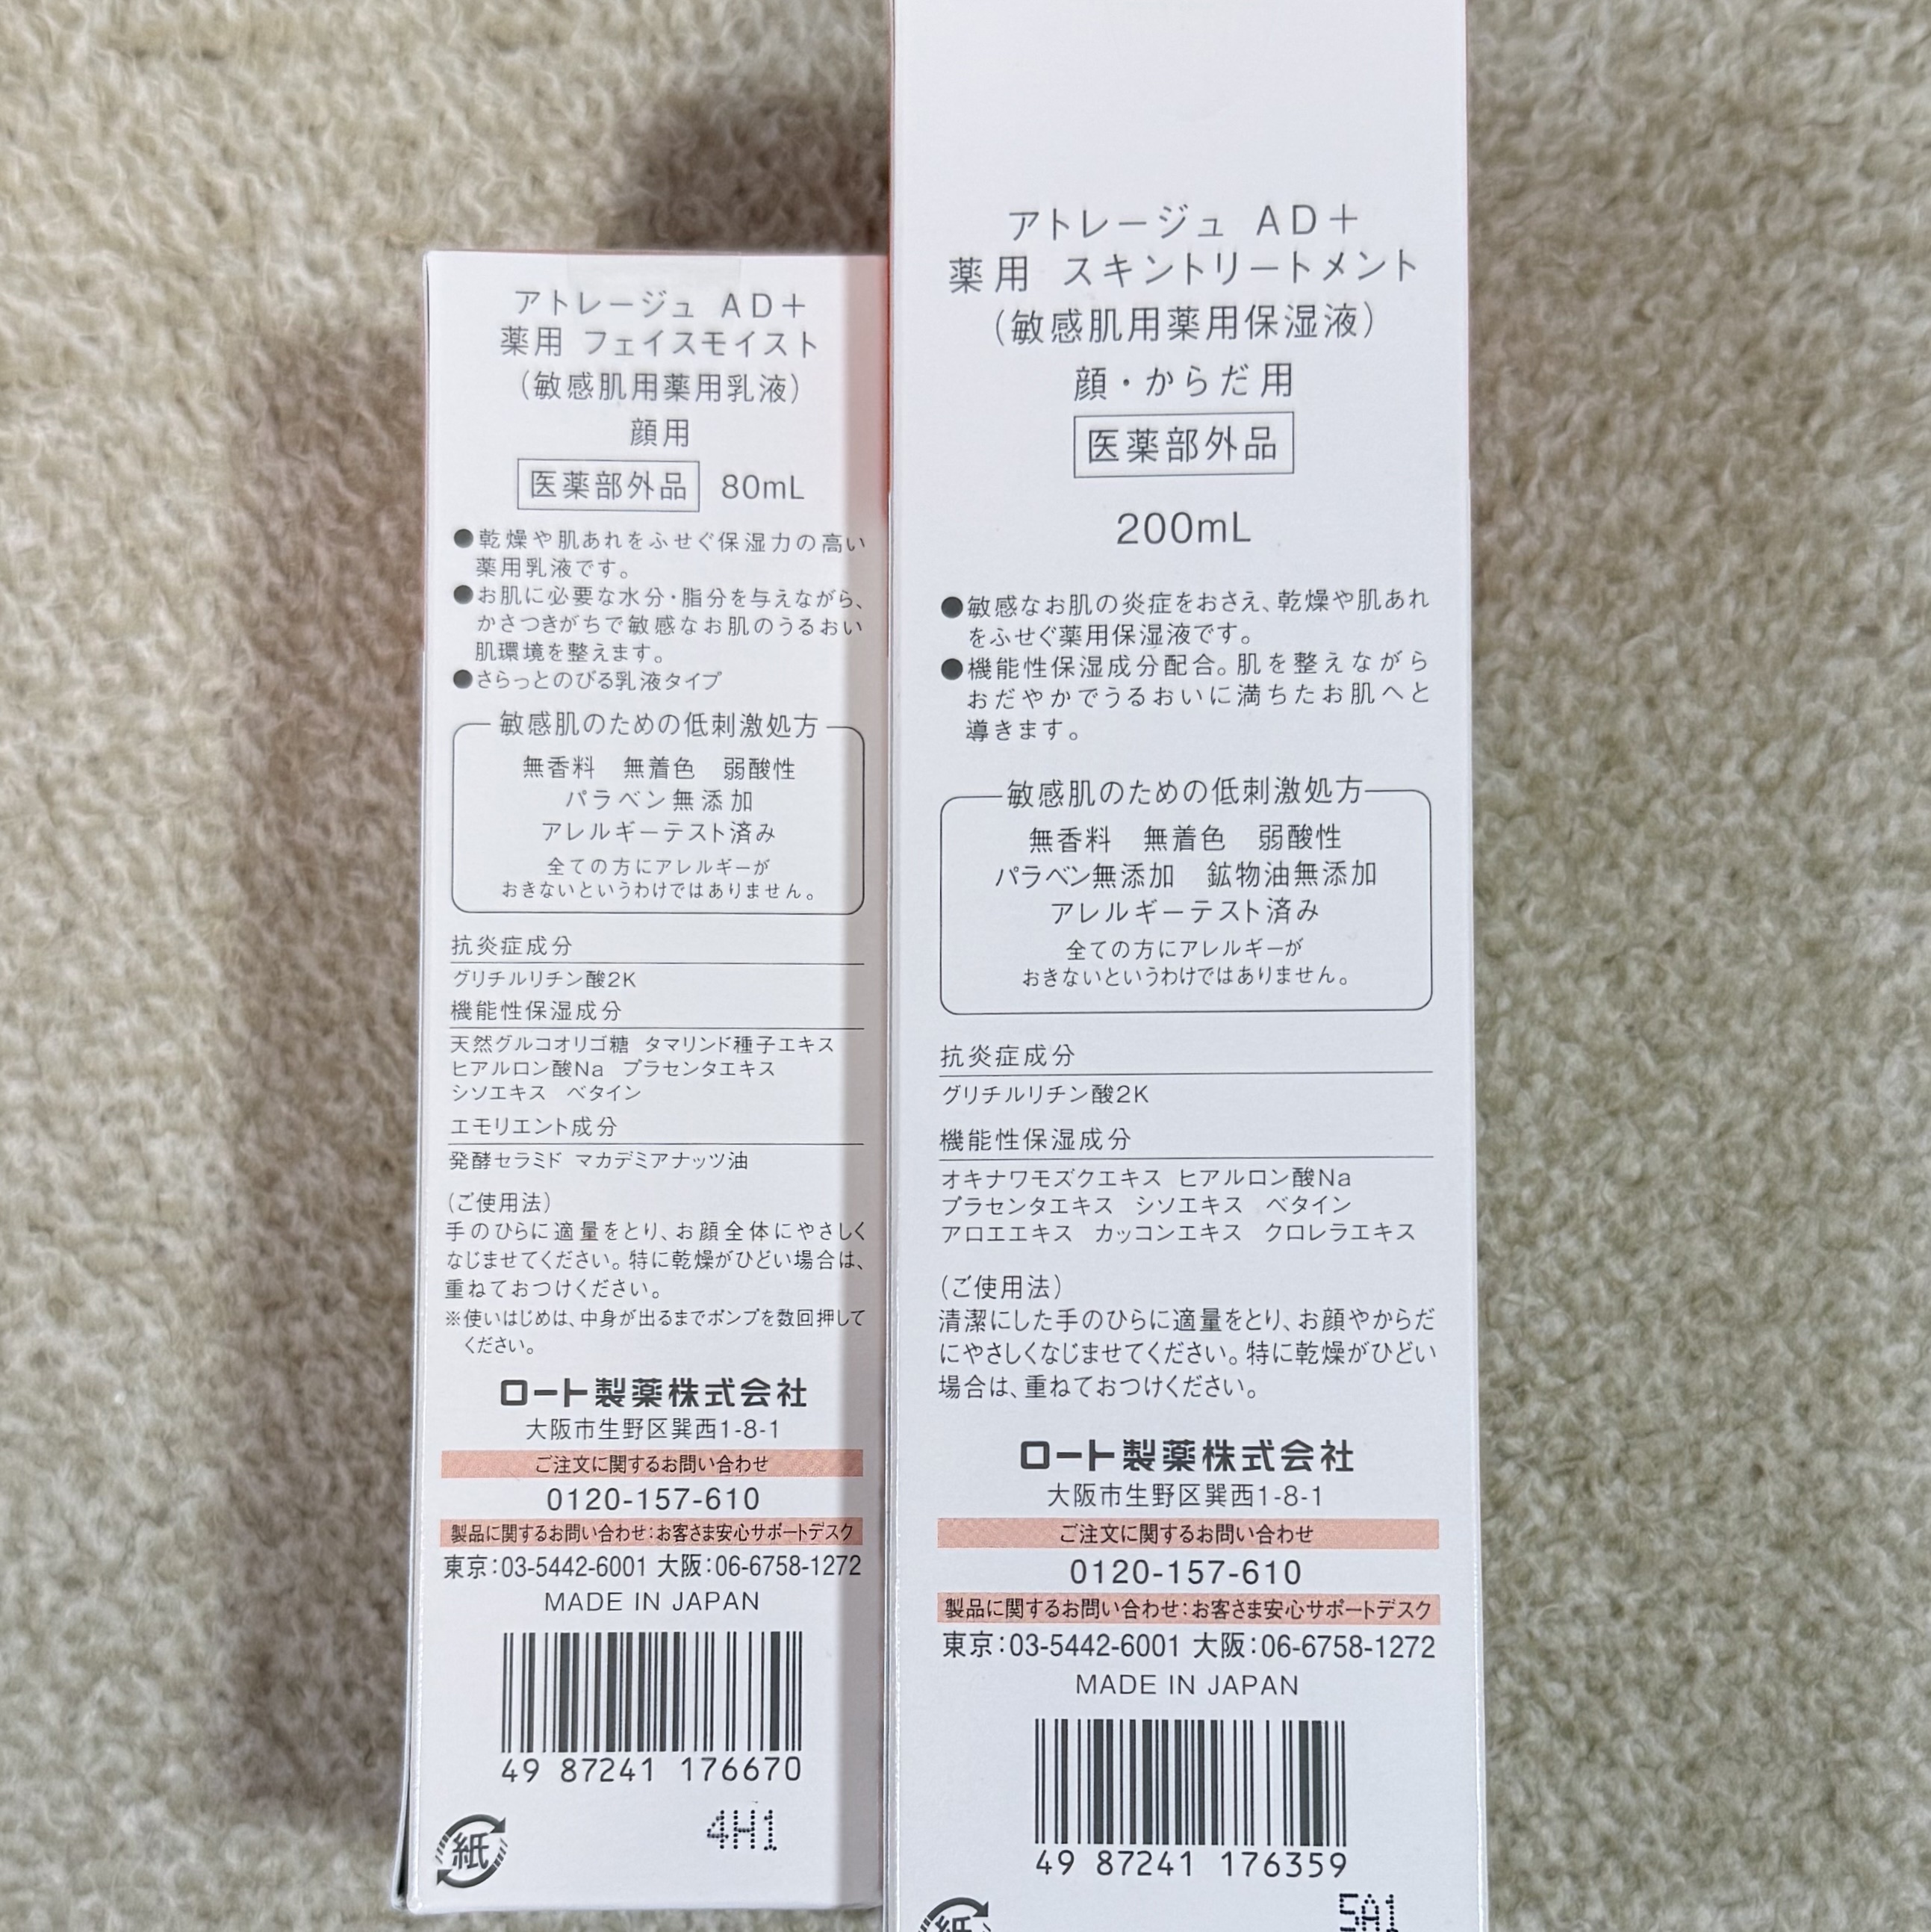 アトレージュ AD＋
薬用 フェイスモイスト
（敏感肌用薬用乳液）
顔用
医薬部外品 80mL
●乾燥や肌あれをふせぐ保湿力の高い
薬用乳液です。
●お肌に必要な水分・脂分を与えながら、
かさつきがちで敏感なお肌のうるおい
肌環境を整えます。
●さらっとのびる乳液タイプ
敏感肌のための低刺激処方
無香料 無着色 弱酸性
パラベン無添加
アレルギーテスト済み
全ての方にアレルギーが
おきないというわけではありません。
抗炎症成分
グリチルリチン酸2K
機能性保湿成分
天然グルコオリゴ糖 タマリンド種子エキス
ヒアルロン酸Na プラセンタエキス
シソエキス ベタイン
エモリエント成分
発酵セラミド マカデミアナッツ油
（ご使用法）
手のひらに適量をとり、お顔全体にやさしく
なじませてください。特に乾燥がひどい場合は、
重ねておつけください。
※使いはじめは、中身が出るまでポンプを数回押して
ください。
ロート製薬株式会社
大阪市生野区巽西1-8-1
ご注文に関するお問い合わせ
0120-157-610
製品に関するお問い合わせ：お客さま安心サポートデスク
東京：03-5442-6001 大阪：06-6758-1272
MADE IN JAPAN
49 87241 176670
4H1
紙
アトレージュ AD＋
薬用 スキントリートメント
（敏感肌用薬用保湿液）
顔・からだ用
医薬部外品
200mL
●敏感なお肌の炎症をおさえ、乾燥や肌あれ
をふせぐ薬用保湿液です。
●機能性保湿成分配合。肌を整えながら
おだやかでうるおいに満ちたお肌へと
導きます。
敏感肌のための低刺激処方
無香料 無着色 弱酸性
パラベン無添加 鉱物油無添加
アレルギーテスト済み
全ての方にアレルギーが
おきないというわけではありません。
抗炎症成分
グリチルリチン酸2K
機能性保湿成分
オキナワモズクエキス ヒアルロン酸Na
プラセンタエキス シソエキス ベタイン
アロエエキス カッコンエキス クロレラエキス
（ご使用法）
清潔にした手のひらに適量をとり、お顔やからだ
にやさしくなじませてください。特に乾燥がひどい
場合は、重ねておつけください。
ロート製薬株式会社
大阪市生野区巽西1-8-1
ご注文に関するお問い合わせ
0120-157-610
製品に関するお問い合わせ：お客さま安心サポートデスク
東京：03-5442-6001 大阪：06-6758-1272
MADE IN JAPAN
49 87241 176359
5A1
紙